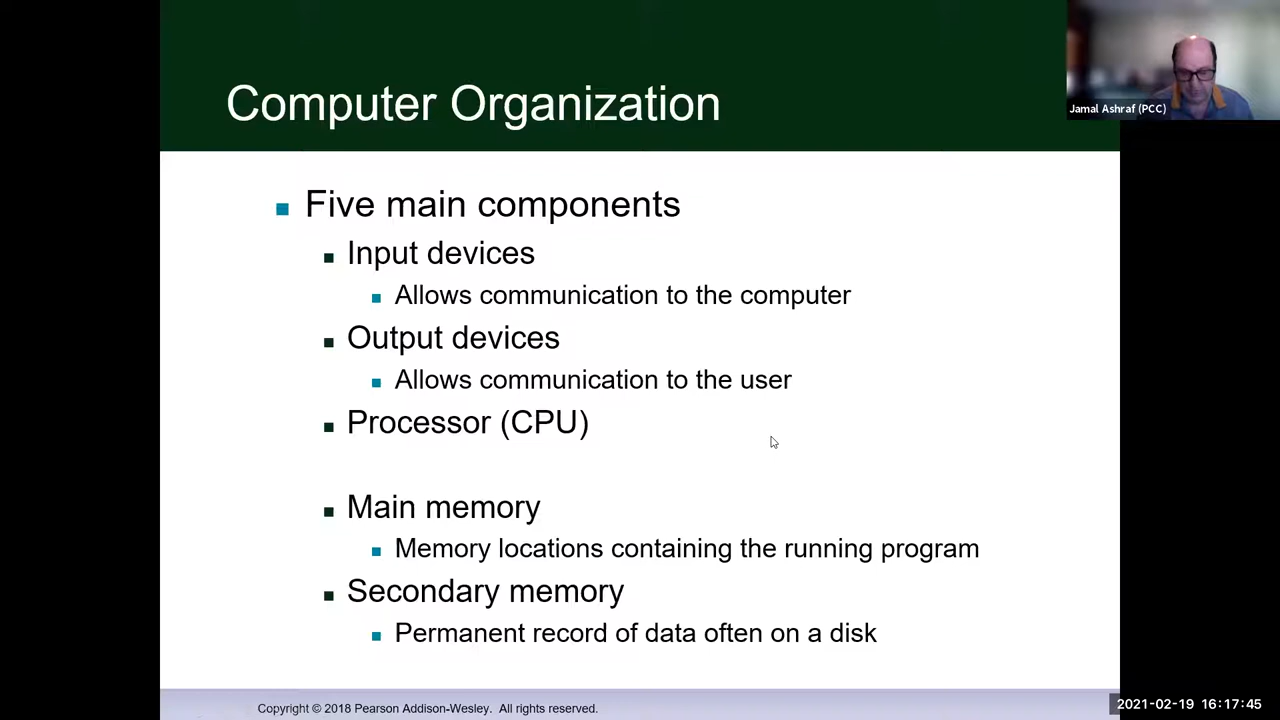 Computer Organization
Jamal Ashraf (PCC)
Five main components
Input devices
Allows communication to the computer
Output devices
Allows communication to the user
Processor (CPU)
Main memory
Memory locations containing the running program
Secondary memory
Permanent record of data often on a disk
Copyright © 2018 Pearson Addison-Wesley. All rights reserved.
2021-02-19 16:17:45